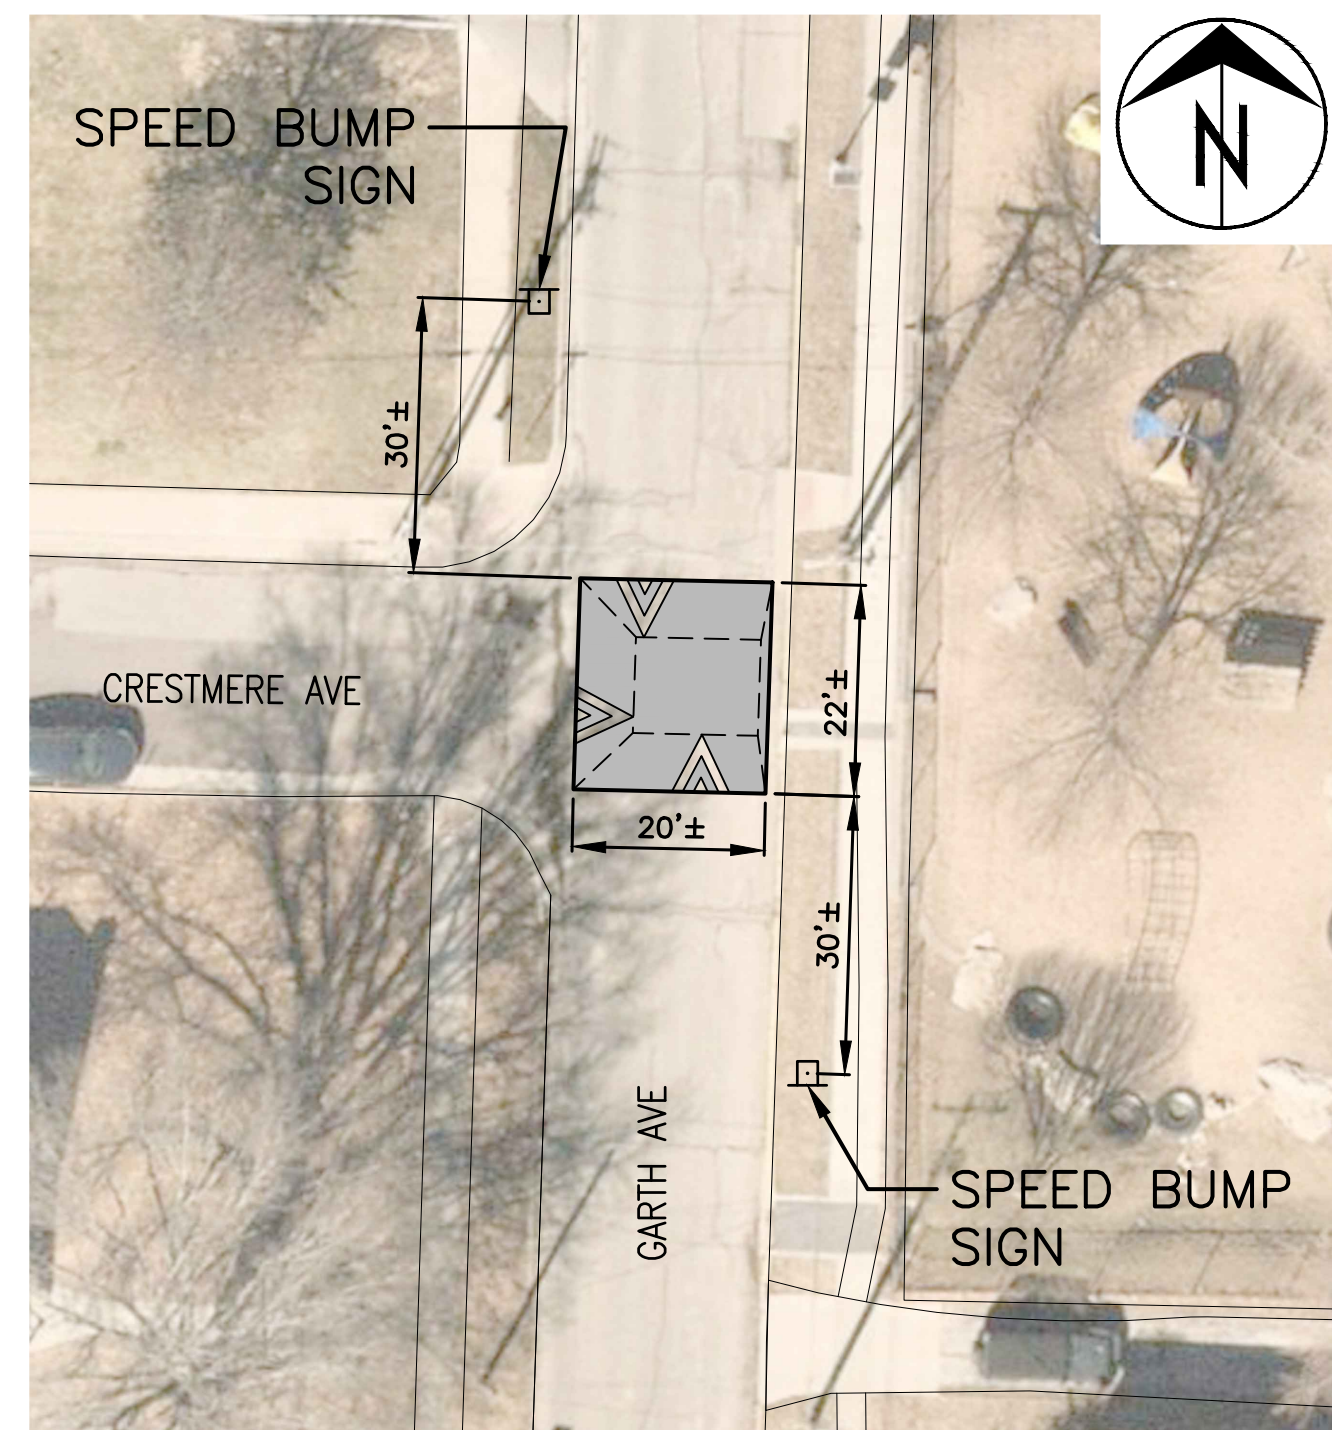 N
SPEED BUMP
SIGN
30'±
CRESTMERE AVE
22'±
20'±
30'±
GARTH AVE
SPEED BUMP
SIGN